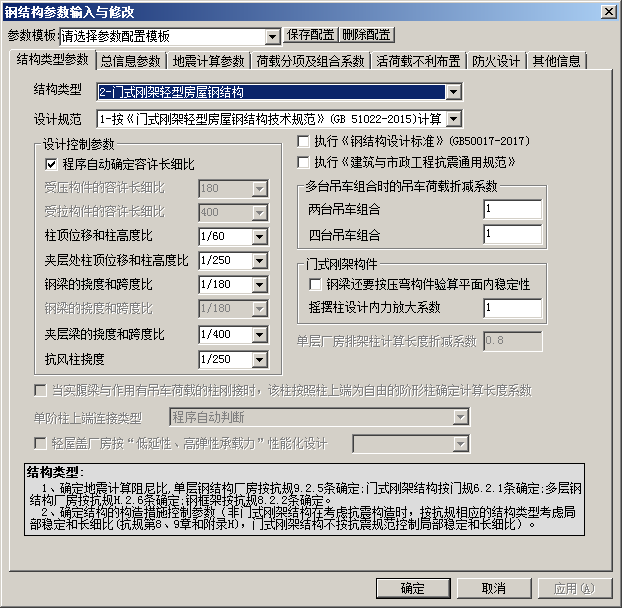 钢结构参数输入与修改
参数模板: 请选择参数配置模板 保存配置 删除配置
结构类型参数 总信息参数 地震计算参数 荷载分项及组合系数 活荷载不利布置 防火设计 其他信息
结构类型 2-门式刚架轻型房屋钢结构
设计规范 1-按《门式刚架轻型房屋钢结构技术规范》(GB 51022-2015)计算
设计控制参数
程序自动确定容许长细比
受压构件的容许长细比 180
受拉构件的容许长细比 400
柱顶位移和柱高度比 1/60
夹层处柱顶位移和柱高度比 1/250
钢梁的挠度和跨度比 1/180
钢梁的挠度和跨度比 1/180
夹层梁的挠度和跨度比 1/400
抗风柱挠度 1/250
执行《钢结构设计标准》(GB50017-2017)
执行《建筑与市政工程抗震通用规范》
多台吊车组合时的吊车荷载折减系数
两台吊车组合 1
四台吊车组合 1
门式刚架构件
钢梁还要按压弯构件验算平面内稳定性
摇摆柱设计内力放大系数 1
单层厂房排架柱计算长度折减系数 0.8
当实腹梁与作用有吊车荷载的柱刚接时，该柱按照柱上端为自由的阶形柱确定计算长度系数
单阶柱上端连接类型 程序自动判断
轻屋盖厂房按“低延性、高弹性承载力”性能化设计
结构类型:
1、确定地震计算阻尼比,单层钢结构厂房按抗规9.2.5条确定;门式刚架结构按门规6.2.1条确定;多层钢
结构厂房按抗规H.2.6条确定;钢框架按抗规8.2.2条确定。
2、确定结构的构造措施控制参数（非门式刚架结构在考虑抗震构造时，按抗规相应的结构类型考虑局
部稳定和长细比(抗规第8、9章和附录H)，门式刚架结构不按抗震规范控制局部稳定和长细比）。
确定 取消 应用(A)